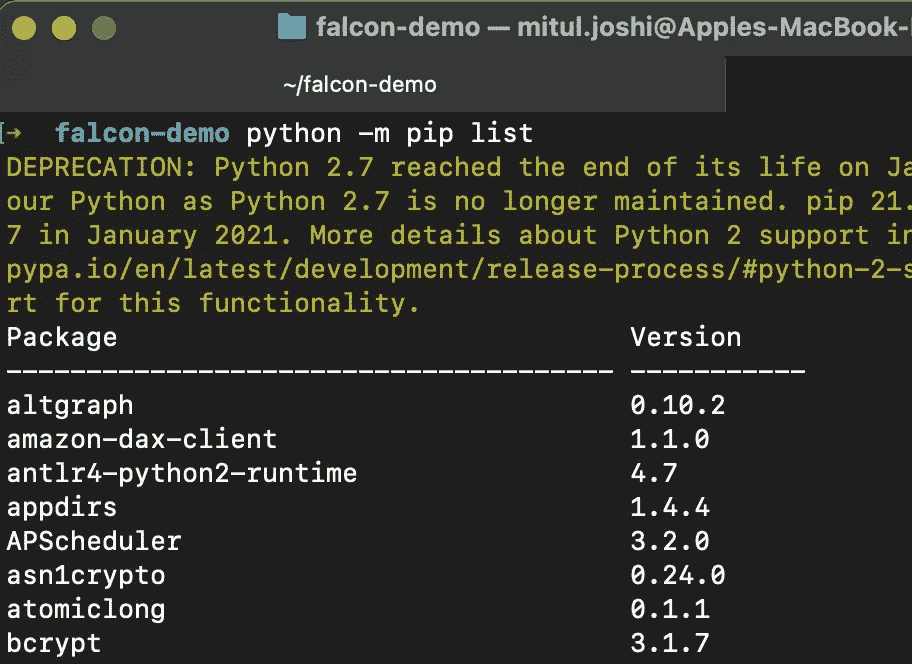 falcon-demo — mitul.joshi@Apples-MacBook-
~/falcon-demo
[→ falcon-demo python -m pip list
DEPRECATION: Python 2.7 reached the end of its life on Ja
our Python as Python 2.7 is no longer maintained. pip 21.
7 in January 2021. More details about Python 2 support in
pypa.io/en/latest/development/release-process/#python-2-s
rt for this functionality.
Package Version
-------------------------------------- -----------
altgraph 0.10.2
amazon-dax-client 1.1.0
antlr4-python2-runtime 4.7
appdirs 1.4.4
APScheduler 3.2.0
asn1crypto 0.24.0
atomiclong 0.1.1
bcrypt 3.1.7